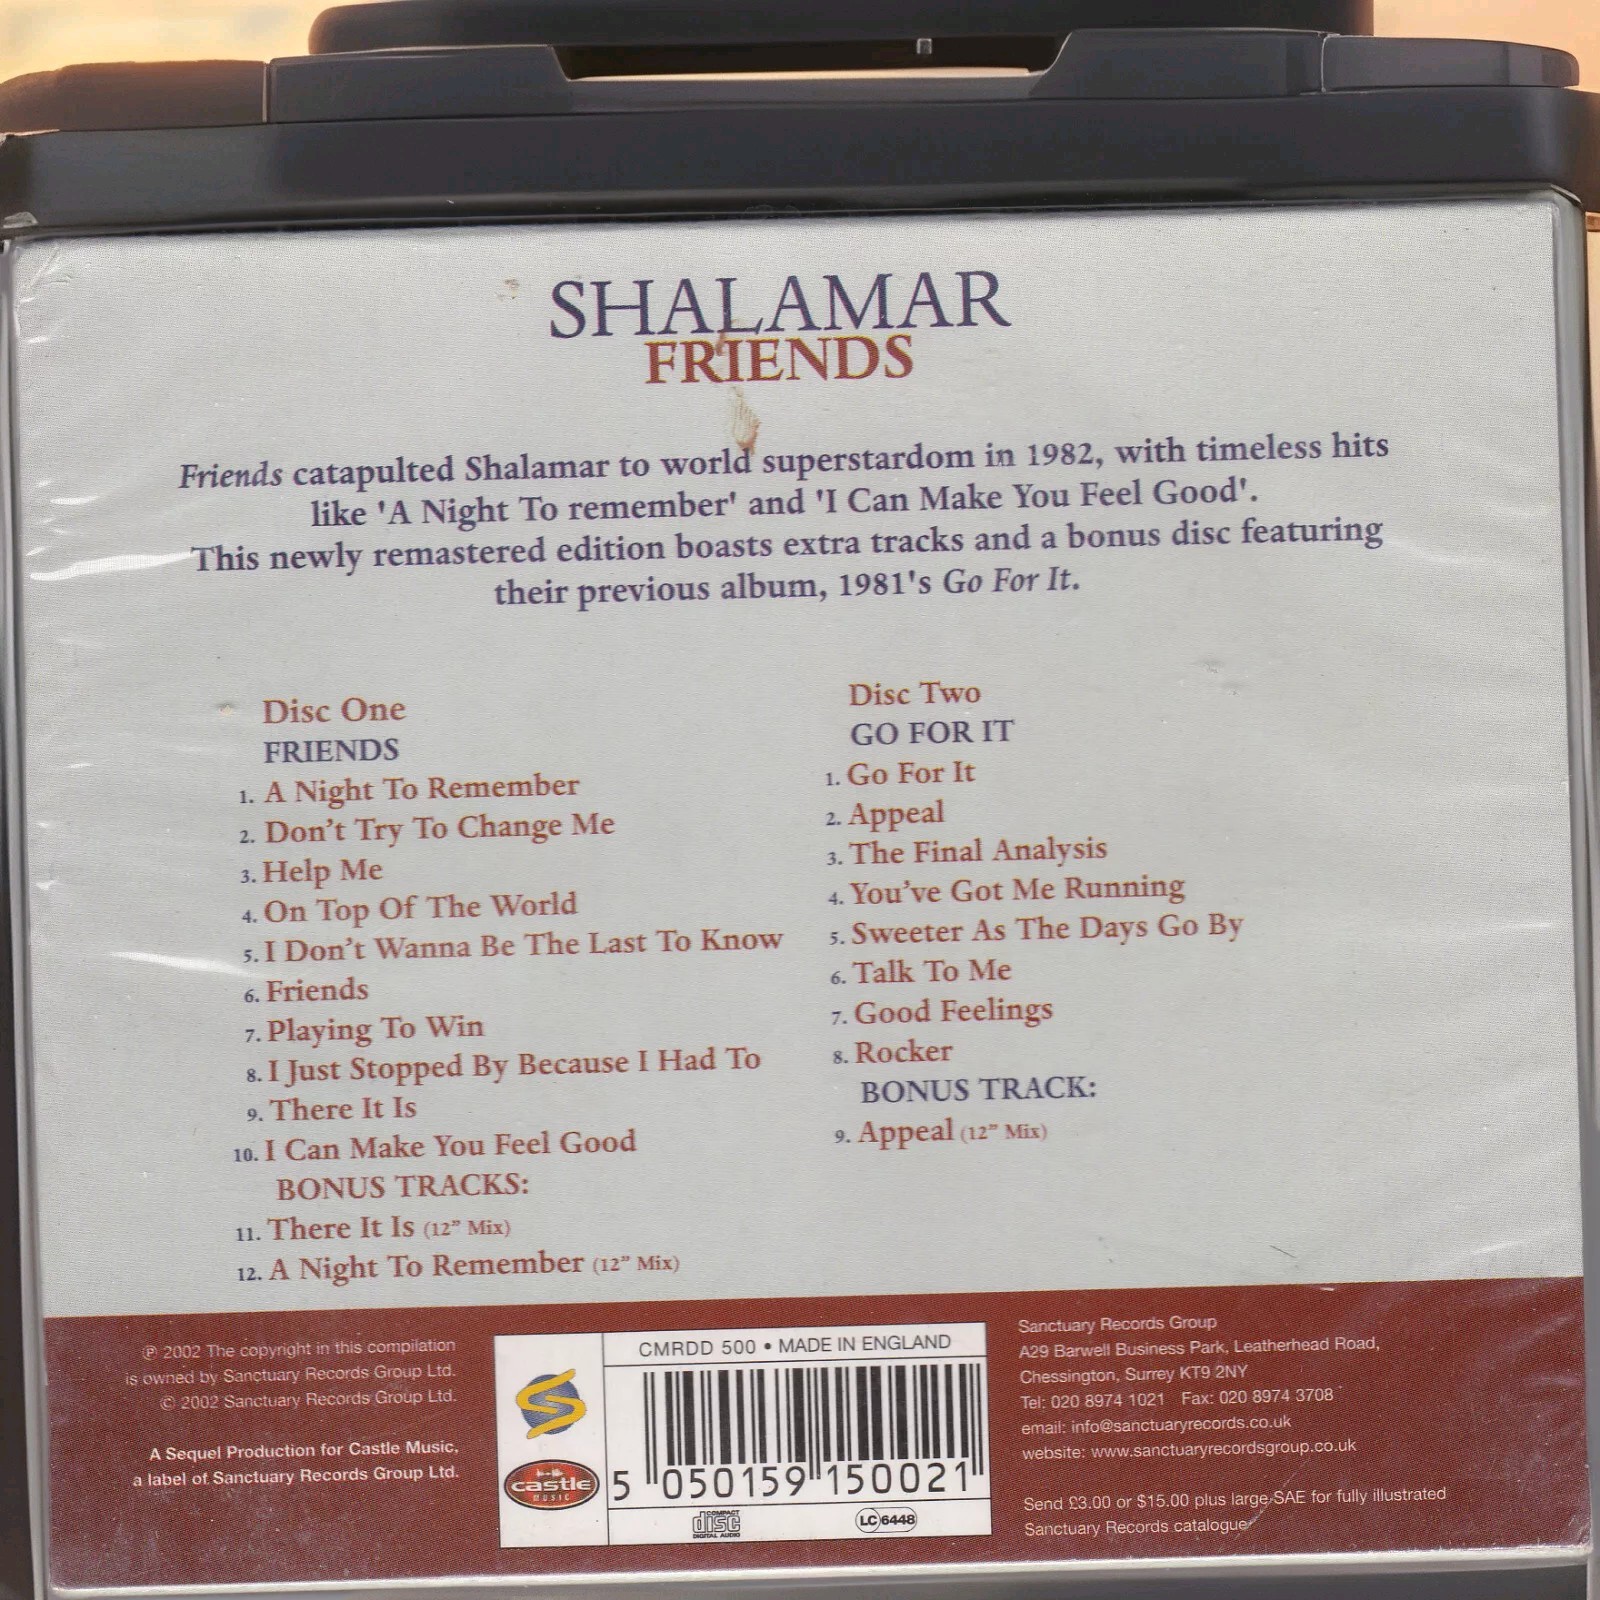 SHALAMAR
FRIENDS
Friends catapulted Shalamar to world superstardom in 1982, with timeless hits
like 'A Night To remember' and 'I Can Make You Feel Good'.
This newly remastered edition boasts extra tracks and a bonus disc featuring
their previous album, 1981's Go For It.
Disc One
FRIENDS
1. A Night To Remember
2. Don't Try To Change Me
3. Help Me
4. On Top Of The World
5. I Don't Wanna Be The Last To Know
6. Friends
7. Playing To Win
8. I Just Stopped By Because I Had To
9. There It Is
10. I Can Make You Feel Good
BONUS TRACKS:
11. There It Is (12" Mix)
12. A Night To Remember (12" Mix)
Disc Two
GO FOR IT
1. Go For It
2. Appeal
3. The Final Analysis
4. You've Got Me Running
5. Sweeter As The Days Go By
6. Talk To Me
7. Good Feelings
8. Rocker
BONUS TRACK:
9. Appeal (12" Mix)
℗ 2002 The copyright in this compilation
is owned by Sanctuary Records Group Ltd.
© 2002 Sanctuary Records Group Ltd.
A Sequel Production for Castle Music,
a label of Sanctuary Records Group Ltd.
CMRDD 500 • MADE IN ENGLAND
castle
MUSIC
5 050159 150021
COMPACT
disc
DIGITAL AUDIO
LC 6448
Sanctuary Records Group
A29 Barwell Business Park, Leatherhead Road,
Chessington, Surrey KT9 2NY
Tel: 020 8974 1021 Fax: 020 8974 3708
email: info@sanctuaryrecords.co.uk
website: www.sanctuaryrecordsgroup.co.uk
Send £3.00 or $15.00 plus large SAE for fully illustrated
Sanctuary Records catalogue